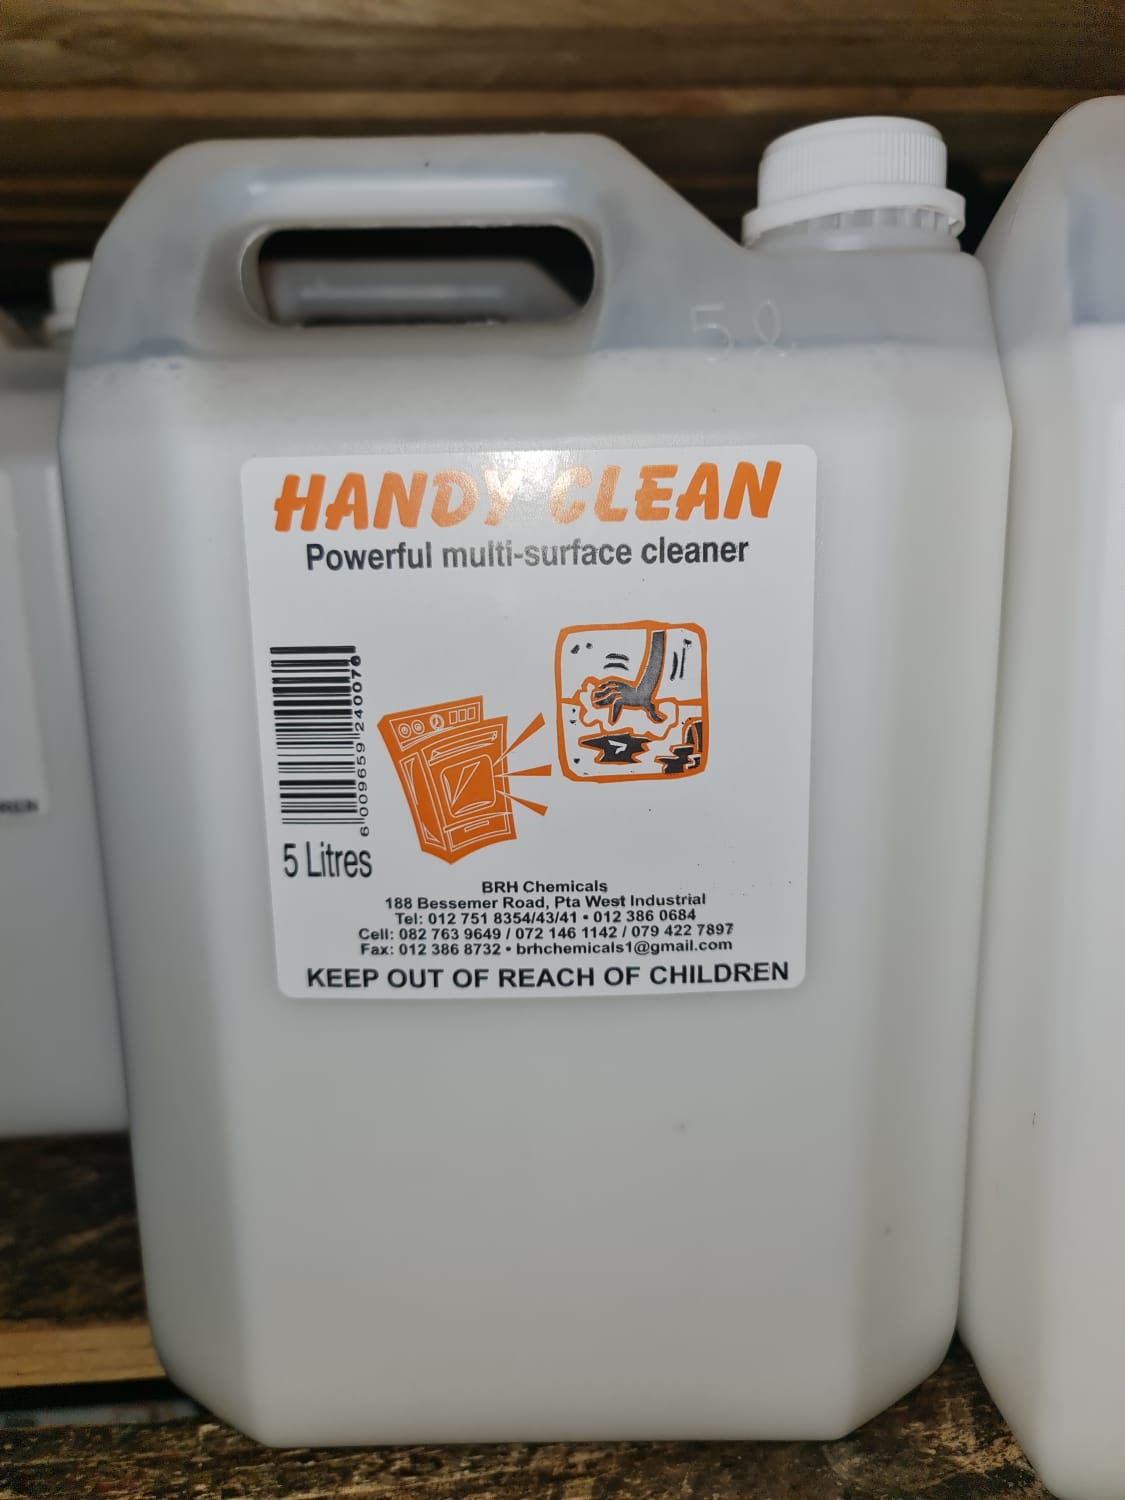 5ℓ
HANDY CLEAN
Powerful multi-surface cleaner
6 009659 240076
5 Litres
BRH Chemicals
188 Bessemer Road, Pta West Industrial
Tel: 012 751 8354/43/41 • 012 386 0684
Cell: 082 763 9649 / 072 146 1142 / 079 422 7897
Fax: 012 386 8732 • brhchemicals1@gmail.com
KEEP OUT OF REACH OF CHILDREN